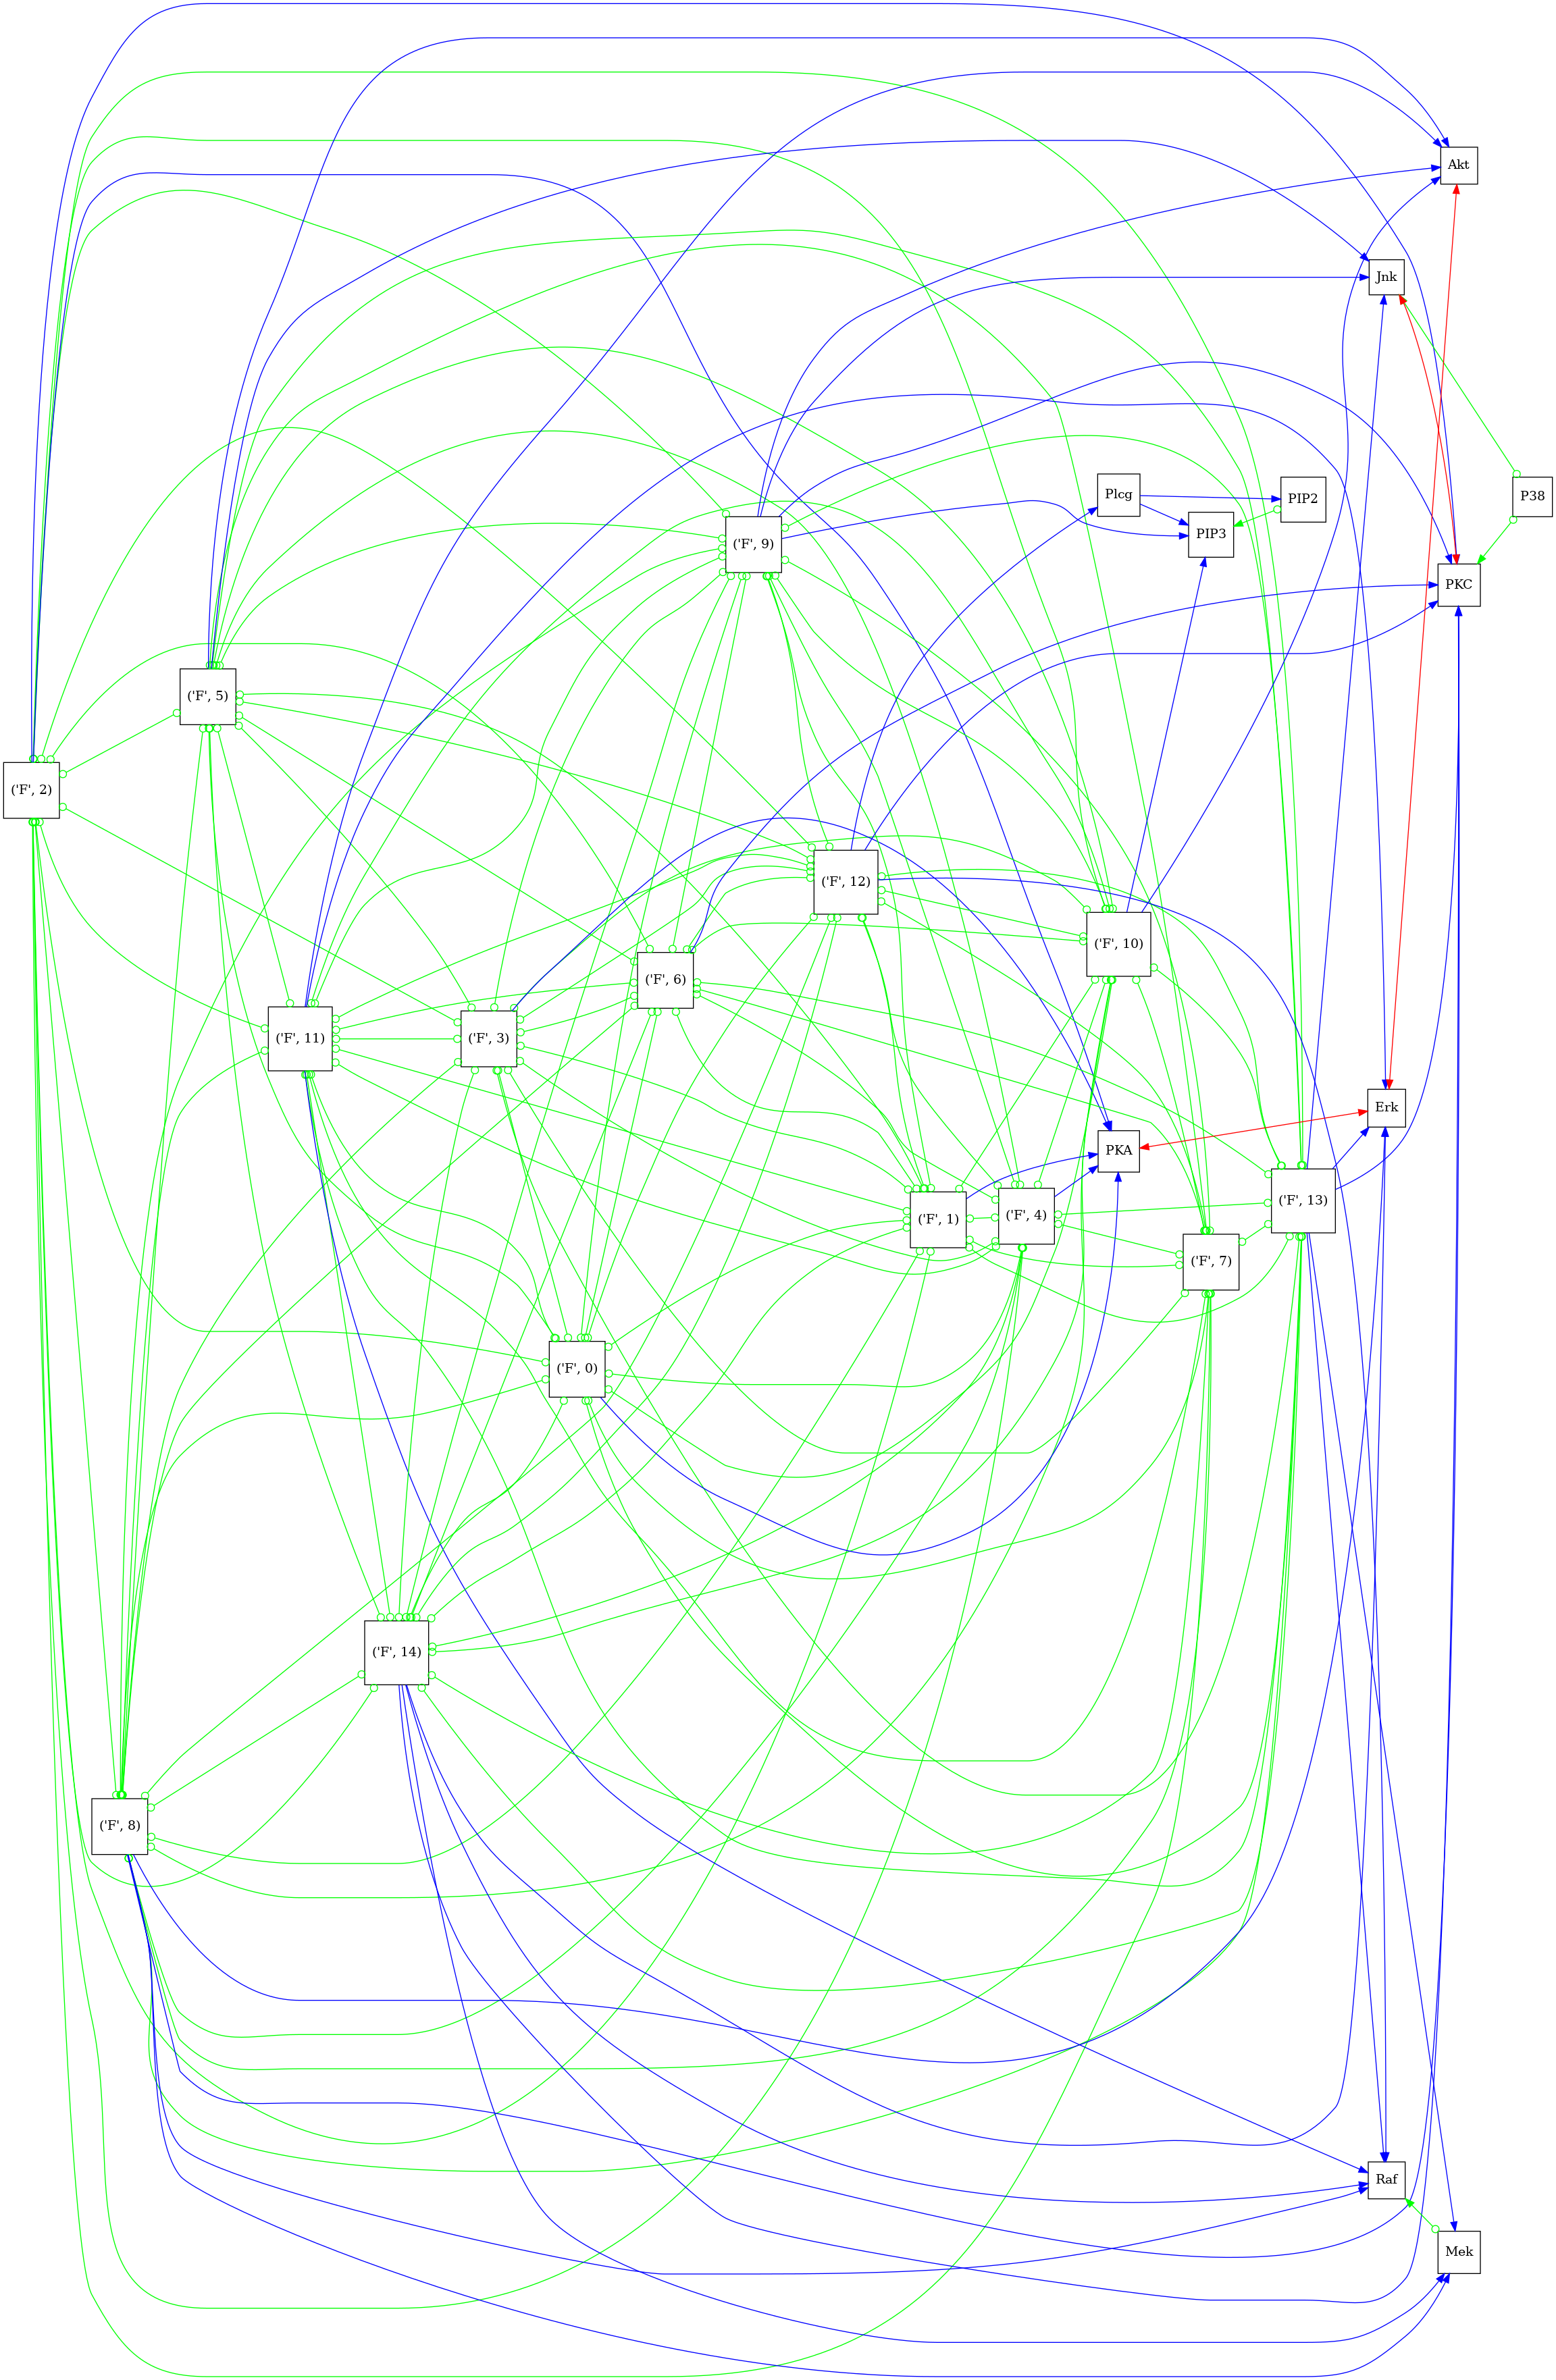 Akt
Jnk
Plcg
PIP2
P38
PIP3
('F', 9)
PKC
('F', 5)
('F', 2)
('F', 12)
('F', 10)
('F', 6)
('F', 11)
('F', 3)
Erk
PKA
('F', 13)
('F', 4)
('F', 1)
('F', 7)
('F', 0)
('F', 14)
('F', 8)
Raf
Mek